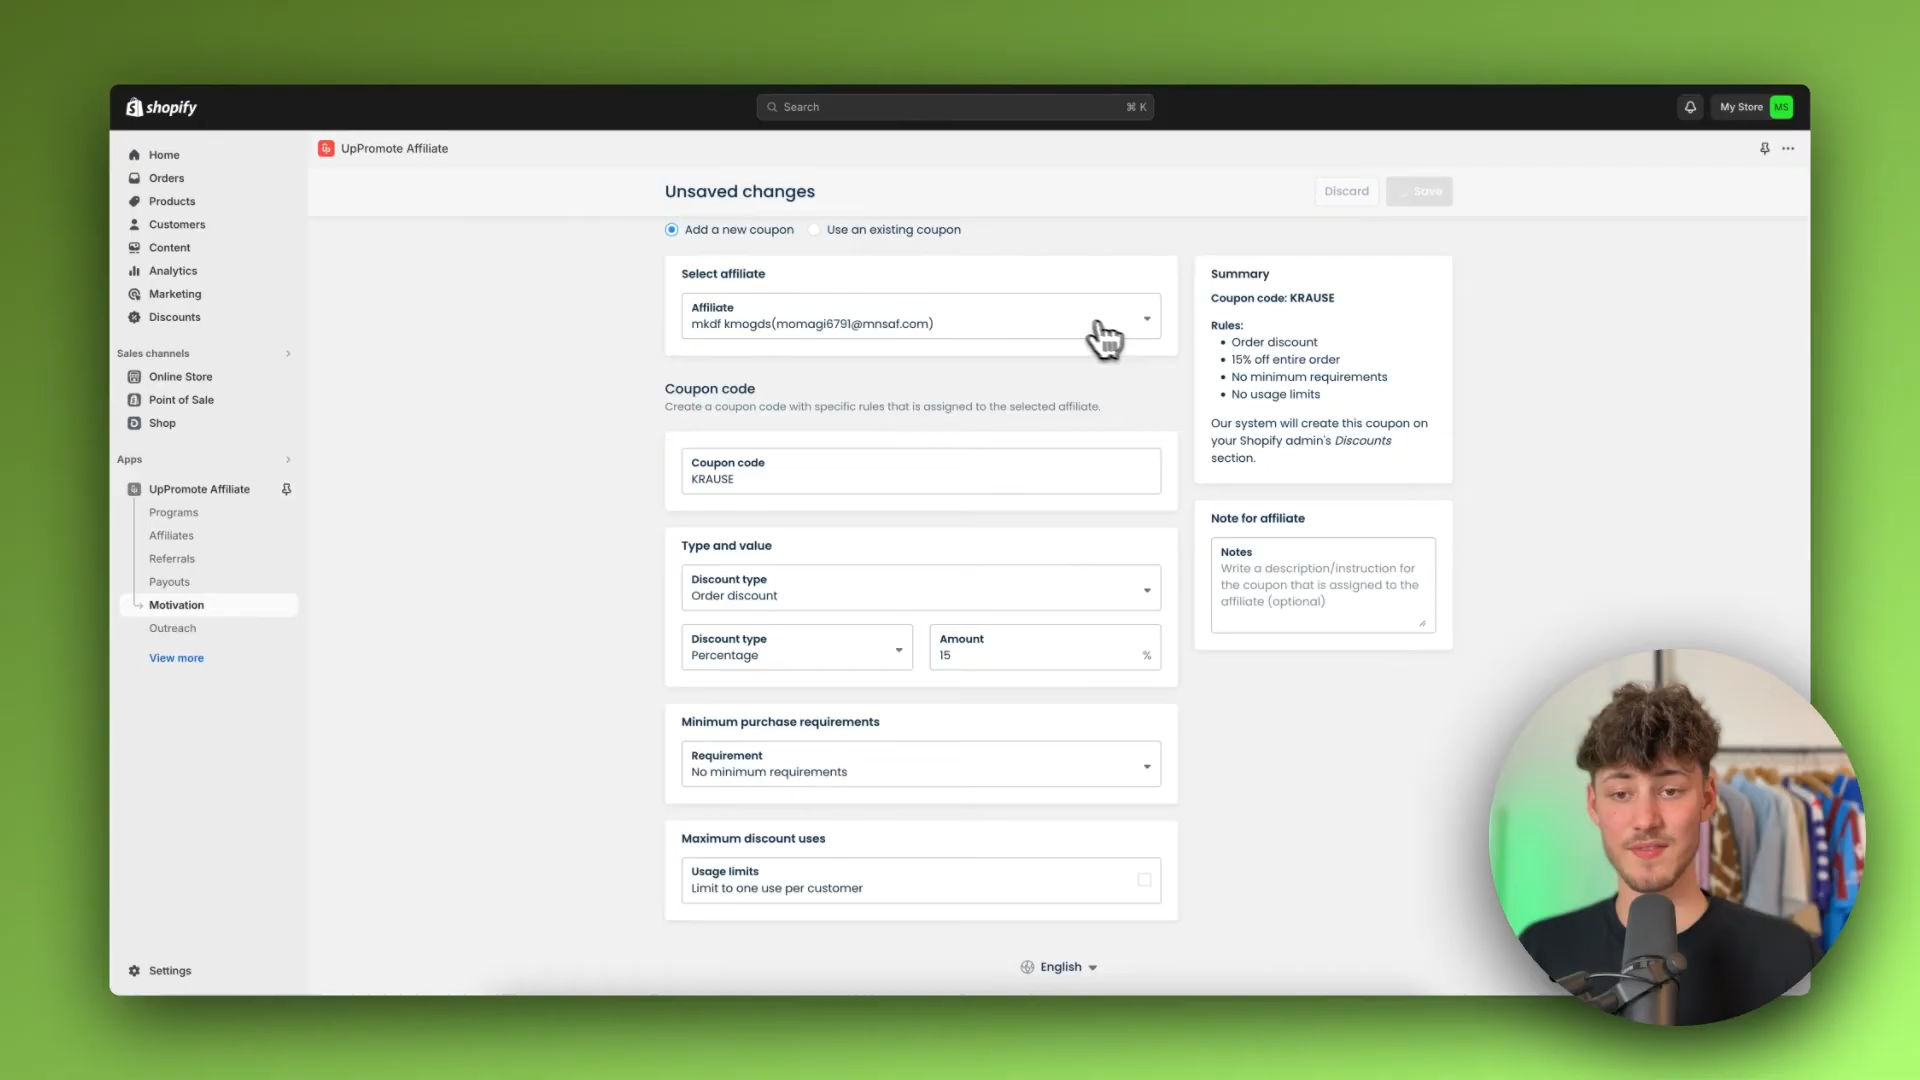 shopify
Search
⌘ K
My Store
MS
Home
Orders
Products
Customers
Content
Analytics
Marketing
Discounts
Sales channels
Online Store
Point of Sale
Shop
Apps
UpPromote Affiliate
Programs
Affiliates
Referrals
Payouts
Motivation
Outreach
View more
Settings
UpPromote Affiliate
Unsaved changes
Discard
Save
Add a new coupon
Use an existing coupon
Select affiliate
Affiliate
mkdf kmogds(momagi6791@mnsaf.com)
Coupon code
Create a coupon code with specific rules that is assigned to the selected affiliate.
Coupon code
KRAUSE
Type and value
Discount type
Order discount
Discount type
Percentage
Amount
15
%
Minimum purchase requirements
Requirement
No minimum requirements
Maximum discount uses
Usage limits
Limit to one use per customer
English
Summary
Coupon code: KRAUSE
Rules:
• Order discount
• 15% off entire order
• No minimum requirements
• No usage limits
Our system will create this coupon on
your Shopify admin's Discounts
section.
Note for affiliate
Notes
Write a description/instruction for
the coupon that is assigned to the
affiliate (optional)